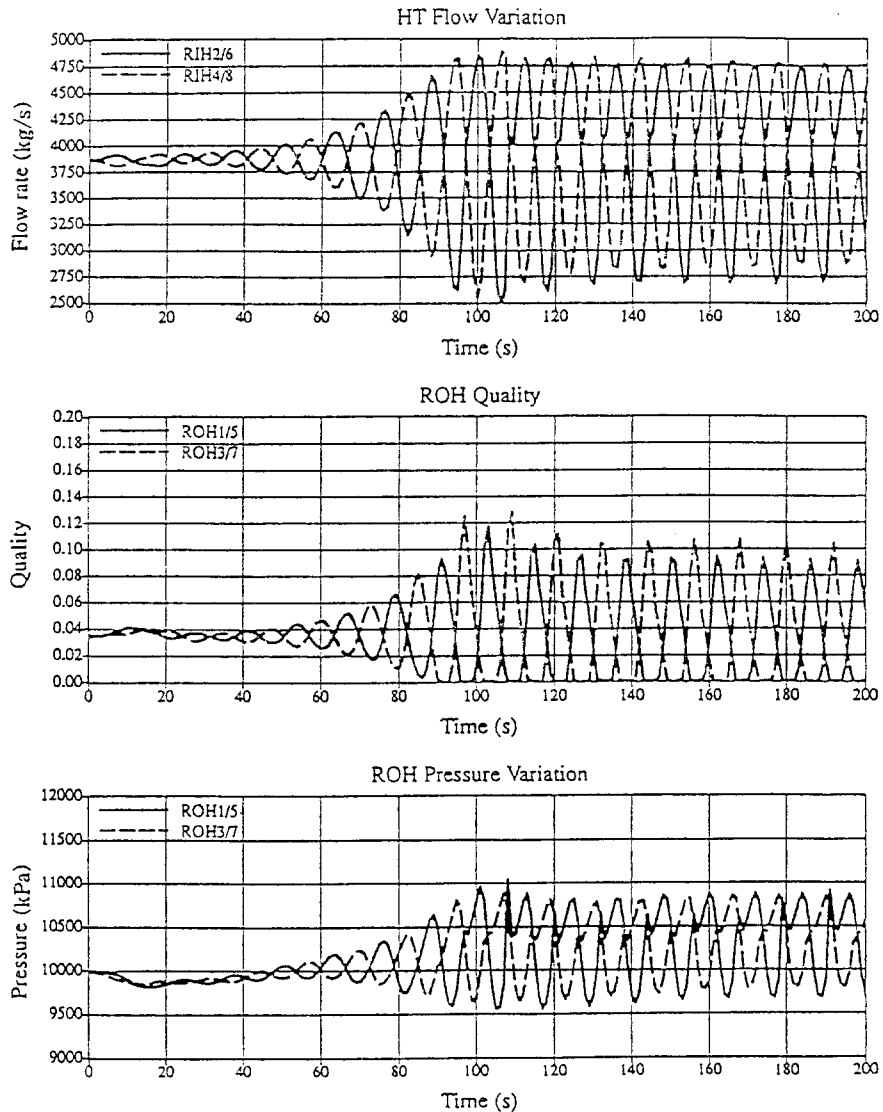 HT Flow Variation
5000
4750
4500
4250
4000
3750
3500
3250
3000
2750
2500
Flow rate (kg/s)
RIH2/6
RIH4/8
0 20 40 60 80 100 120 140 160 180 200
Time (s)
ROH Quality
0.20
0.18
0.16
0.14
0.12
0.10
0.08
0.06
0.04
0.02
0.00
Quality
ROH1/5
ROH3/7
0 20 40 60 80 100 120 140 160 180 200
Time (s)
ROH Pressure Variation
12000
11500
11000
10500
10000
9500
9000
Pressure (kPa)
ROH1/5
ROH3/7
0 20 40 60 80 100 120 140 160 180 200
Time (s)